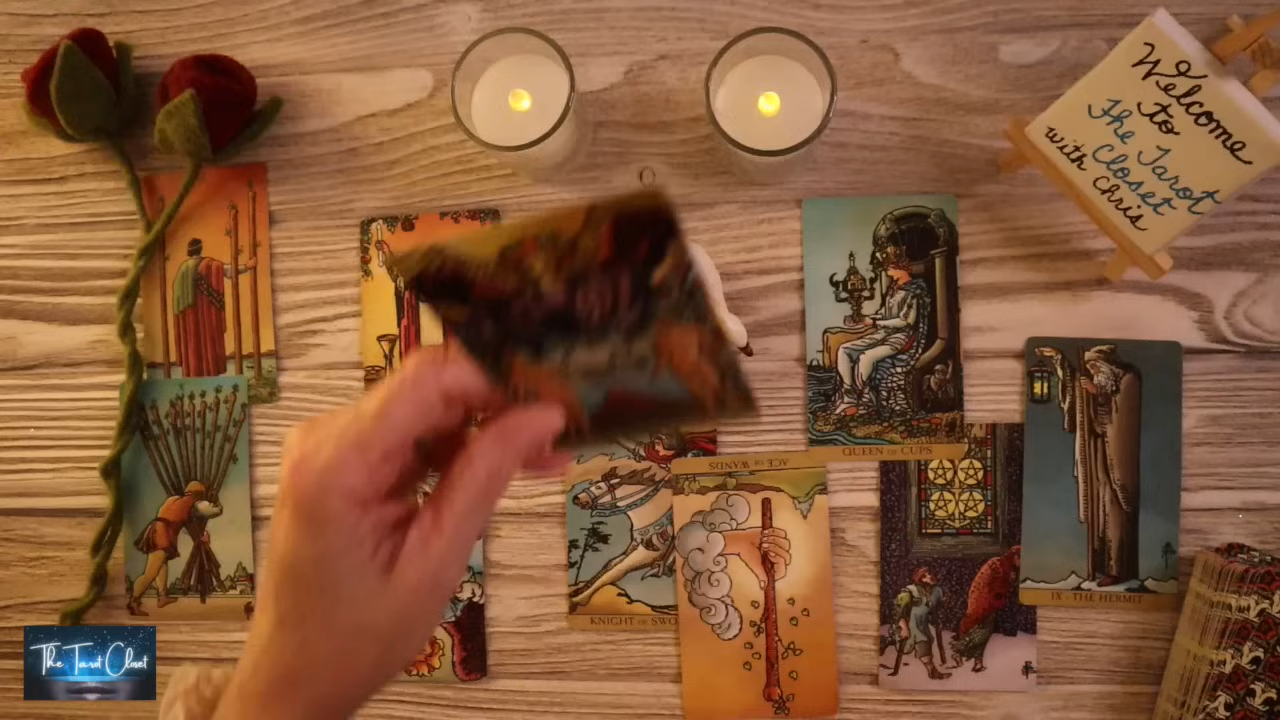 Welcome
to
The Tarot
Closet
with Chris
QUEEN OF CUPS
ACE OF WANDS
KNIGHT OF SWO
IX · THE HERMIT
The Tarot Closet